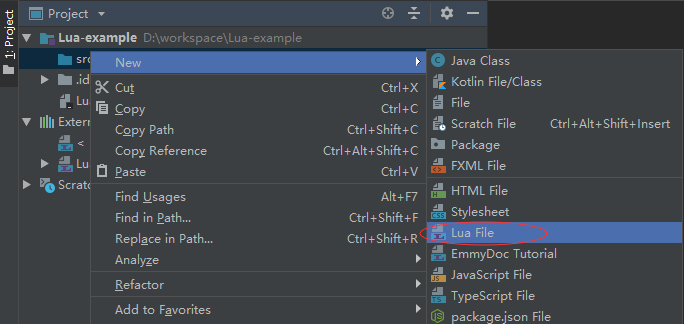 1: Project
Project
Lua-example D:\workspace\Lua-example
src
.id
Lu
Extern
<
Lu
Scratc
New
Cut Ctrl+X
Copy Ctrl+C
Copy Path Ctrl+Shift+C
Copy Reference Ctrl+Alt+Shift+C
Paste Ctrl+V
Find Usages Alt+F7
Find in Path... Ctrl+Shift+F
Replace in Path... Ctrl+Shift+R
Analyze
Refactor
Add to Favorites
Java Class
Kotlin File/Class
File
Scratch File Ctrl+Alt+Shift+Insert
Package
FXML File
HTML File
Stylesheet
Lua File
EmmyDoc Tutorial
JavaScript File
TypeScript File
package.json File